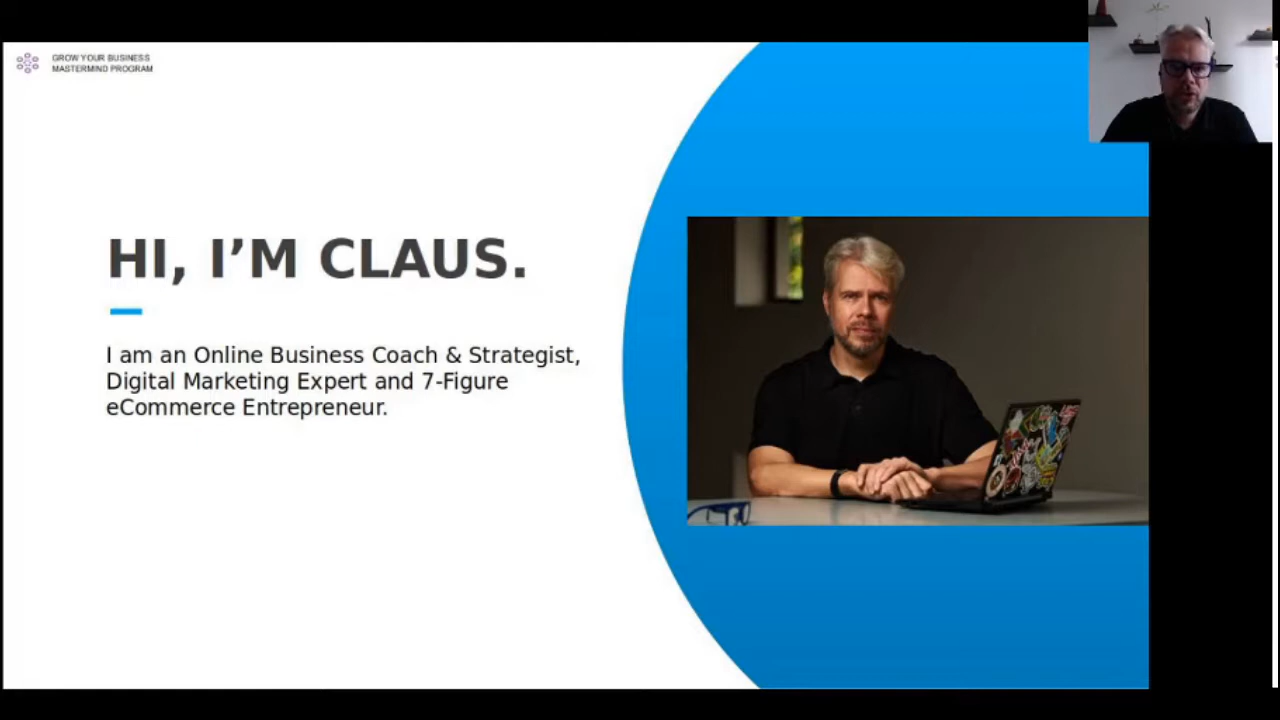 GROW YOUR BUSINESS
MASTERMIND PROGRAM
HI, I’M CLAUS.
I am an Online Business Coach & Strategist,
Digital Marketing Expert and 7-Figure
eCommerce Entrepreneur.